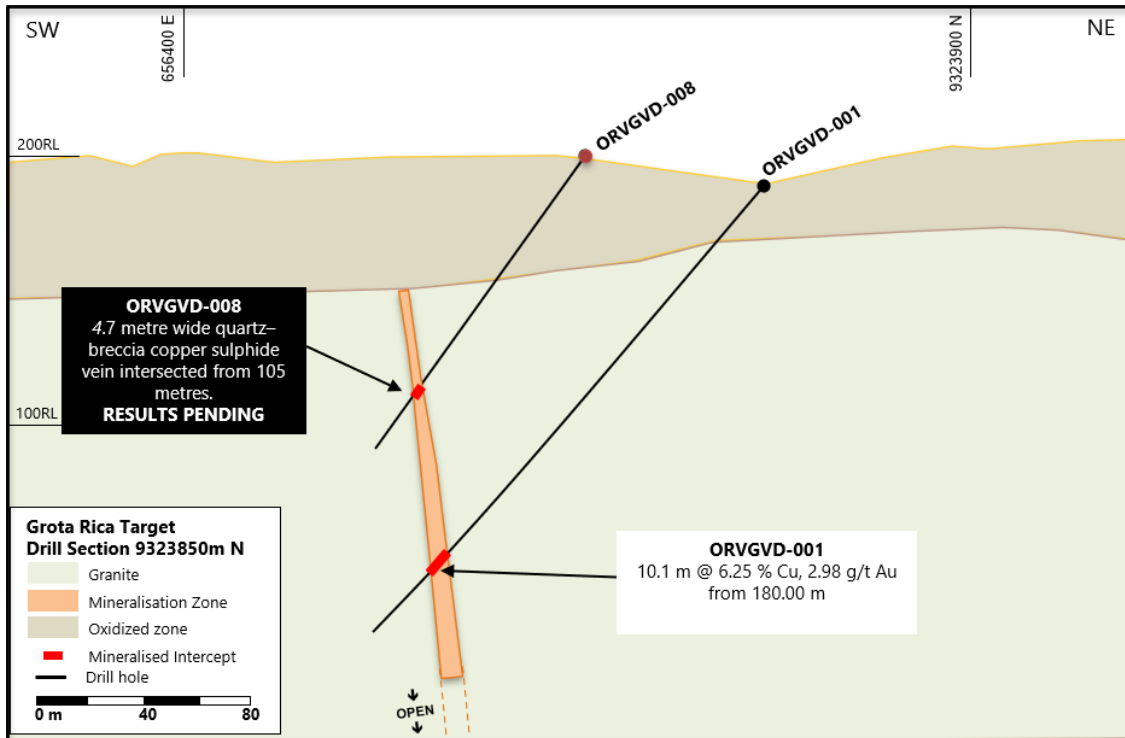 SW
656400 E
9323900 N
NE
ORVGVD-008
ORVGVD-001
200RL
ORVGVD-008
4.7 metre wide quartz–
breccia copper sulphide
vein intersected from 105
metres.
RESULTS PENDING
100RL
ORVGVD-001
10.1 m @ 6.25 % Cu, 2.98 g/t Au
from 180.00 m
Grota Rica Target
Drill Section 9323850m N
Granite
Mineralisation Zone
Oxidized zone
Mineralised Intercept
Drill hole
0 m 40 80
OPEN